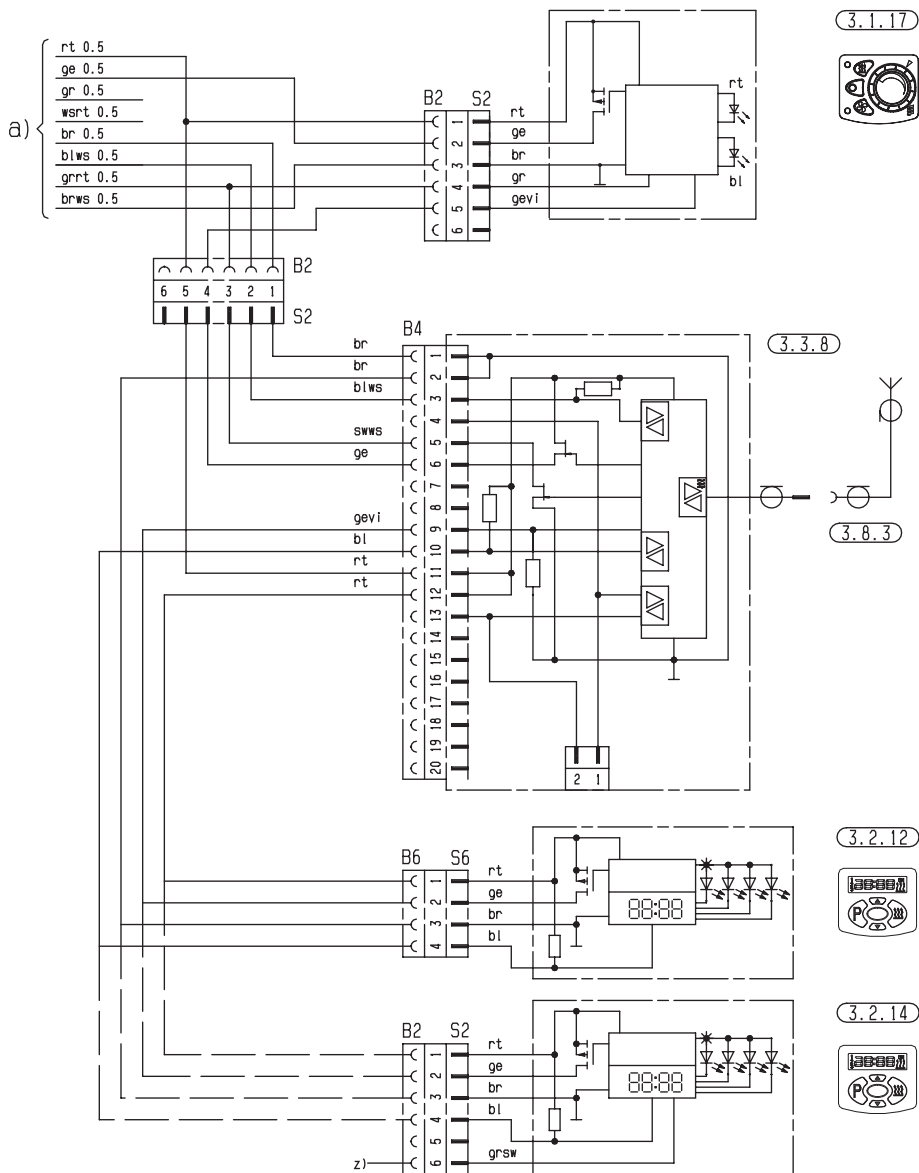 3.1.17
a)
rt 0.5
ge 0.5
gr 0.5
wsrt 0.5
br 0.5
blws 0.5
grrt 0.5
brws 0.5
B2 S2
1
2
3
4
5
6
rt
ge
br
gr
gevi
rt
bl
B2
6 5 4 3 2 1
S2
3.3.8
B4
br
br
blws
swws
ge
gevi
bl
rt
rt
1
2
3
4
5
6
7
8
9
10
11
12
13
14
15
16
17
18
19
20
2 1
3.8.3
3.2.12
B6 S6
1
2
3
4
rt
ge
br
bl
88:88
P
3.2.14
B2 S2
1
2
3
4
5
6
rt
ge
br
bl
grsw
88:88
P
z)